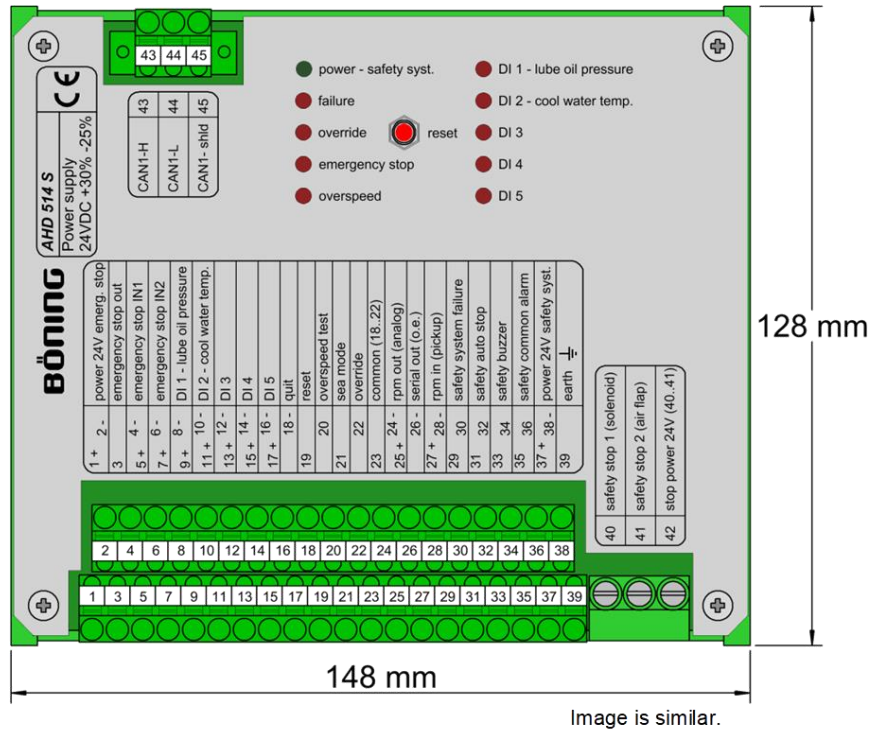 43 44 45
43 44 45
CAN1-H CAN1-L CAN1- shld
CE
AHD 514 S
Power supply
24VDC +30% -25%
BÖNING
power - safety syst.
failure
override
emergency stop
overspeed
reset
DI 1 - lube oil pressure
DI 2 - cool water temp.
DI 3
DI 4
DI 5
1 + 2 - power 24V emerg. stop
3 emergency stop out
4 - 5 + emergency stop IN1
6 - 7 + emergency stop IN2
8 - 9 + DI 1 - lube oil pressure
10 - 11 + DI 2 - cool water temp.
12 - 13 + DI 3
14 - 15 + DI 4
16 - 17 + DI 5
18 - quit
19 reset
20 overspeed test
21 sea mode
22 override
23 common (18..22)
24 - 25 + rpm out (analog)
26 - serial out (o.e.)
27 + 28 - rpm in (pickup)
29 30 safety system failure
31 32 safety auto stop
33 34 safety buzzer
35 36 safety common alarm
37 + 38 - power 24V safety syst.
39 earth
40 safety stop 1 (solenoid)
41 safety stop 2 (air flap)
42 stop power 24V (40..41)
2 4 6 8 10 12 14 16 18 20 22 24 26 28 30 32 34 36 38
1 3 5 7 9 11 13 15 17 19 21 23 25 27 29 31 33 35 37 39
128 mm
148 mm
Image is similar.